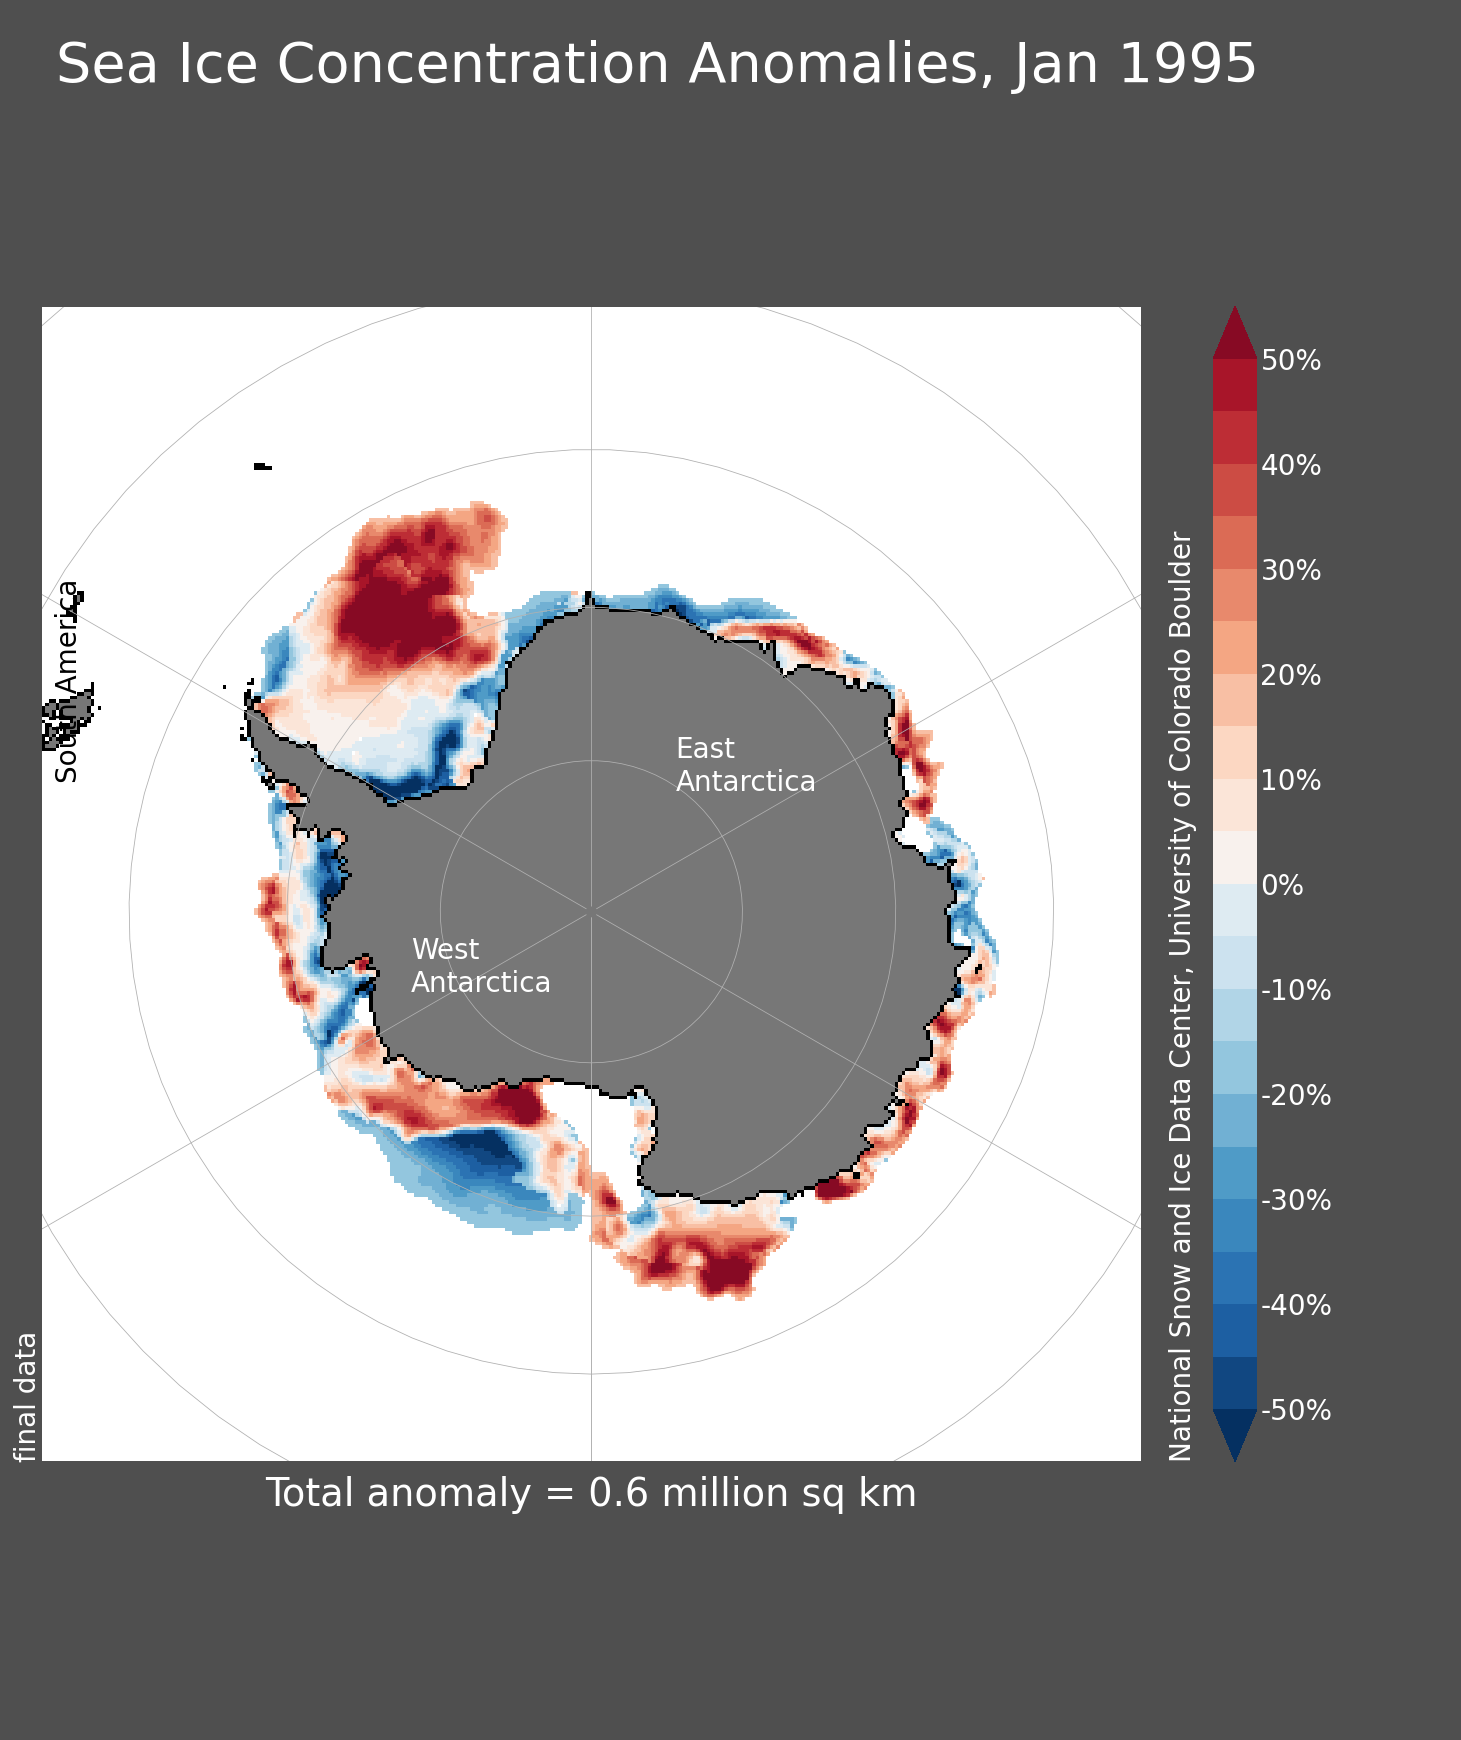 Sea Ice Concentration Anomalies, Jan 1995
South America
East
Antarctica
West
Antarctica
final data
National Snow and Ice Data Center, University of Colorado Boulder
50%
40%
30%
20%
10%
0%
-10%
-20%
-30%
-40%
-50%
Total anomaly = 0.6 million sq km